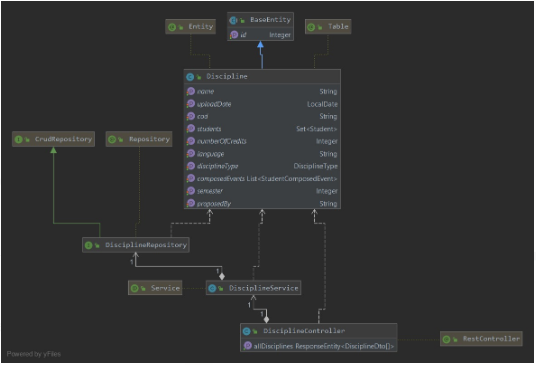 BaseEntity
id Integer
Entity
Table
Discipline
name String
uploadDate LocalDate
cod String
students Set<Student>
numberOfCredits Integer
language String
disciplineType DisciplineType
composedEvents List<StudentComposedEvent>
semester Integer
proposedBy String
CrudRepository
Repository
DisciplineRepository
1
1
Service
DisciplineService
1
1
DisciplineController
allDisciplines ResponseEntity<DisciplineDto[]>
RestController
Powered by yFiles